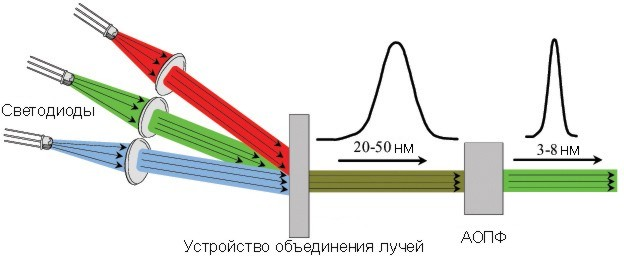 Светодиоды
20-50 нм
3-8 нм
Устройство объединения лучей
АОПФ